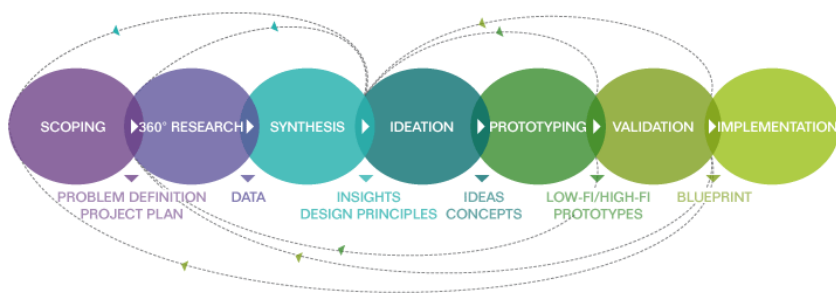 SCOPING
360° RESEARCH
SYNTHESIS
IDEATION
PROTOTYPING
VALIDATION
IMPLEMENTATION
PROBLEM DEFINITION
PROJECT PLAN
DATA
INSIGHTS
DESIGN PRINCIPLES
IDEAS
CONCEPTS
LOW-FI/HIGH-FI
PROTOTYPES
BLUEPRINT